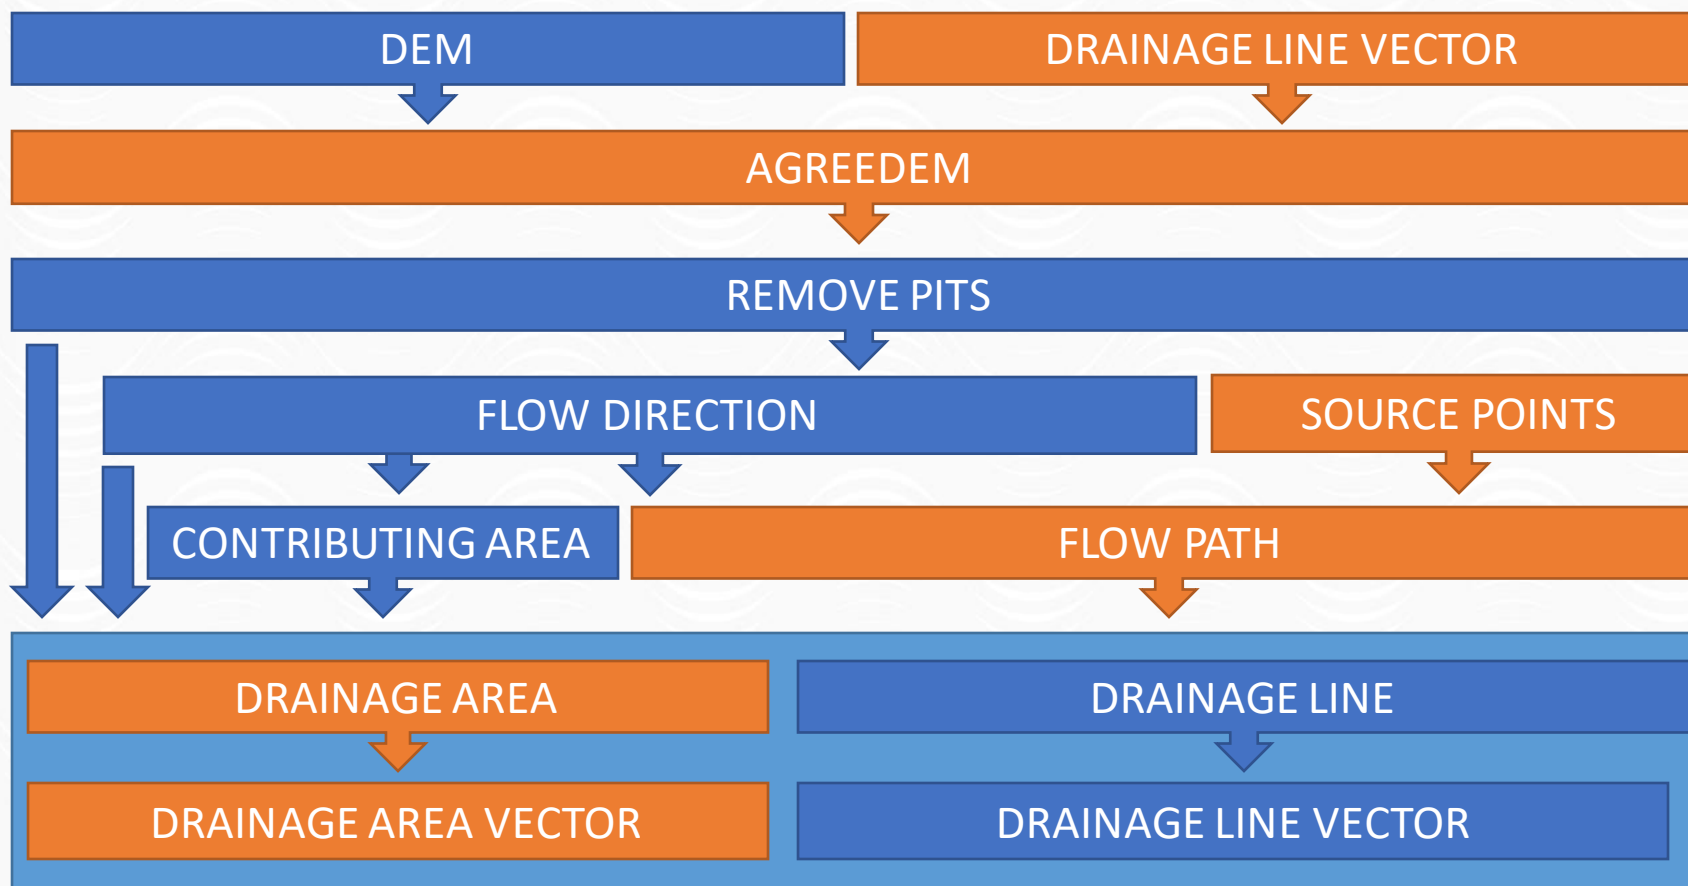 DEM
DRAINAGE LINE VECTOR
AGREEDEM
REMOVE PITS
FLOW DIRECTION
SOURCE POINTS
CONTRIBUTING AREA
FLOW PATH
DRAINAGE AREA
DRAINAGE LINE
DRAINAGE AREA VECTOR
DRAINAGE LINE VECTOR